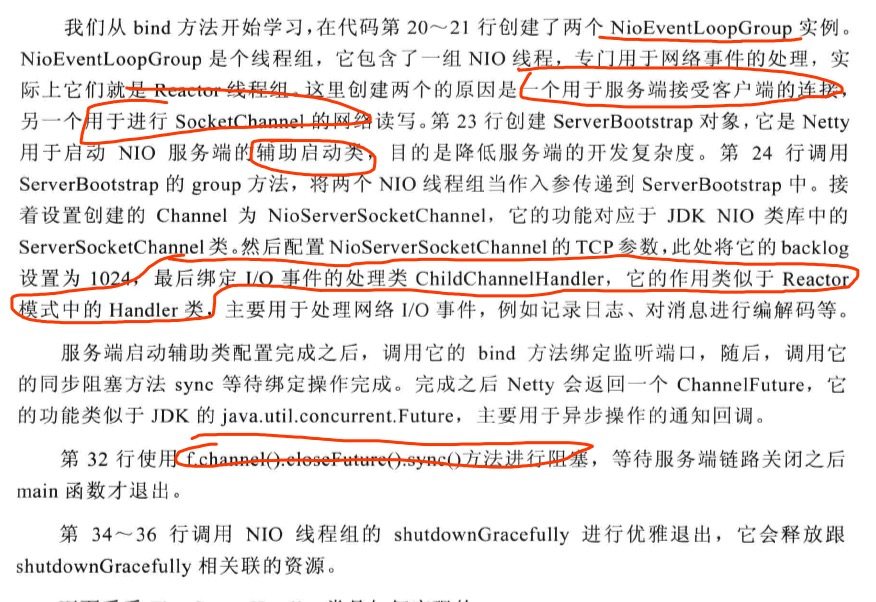 我们从 bind 方法开始学习，在代码第 20～21 行创建了两个 NioEventLoopGroup 实例。
NioEventLoopGroup 是个线程组，它包含了一组 NIO 线程，专门用于网络事件的处理，实
际上它们就是 Reactor 线程组。这里创建两个的原因是一个用于服务端接受客户端的连接，
另一个用于进行 SocketChannel 的网络读写。第 23 行创建 ServerBootstrap 对象，它是 Netty
用于启动 NIO 服务端的辅助启动类，目的是降低服务端的开发复杂度。第 24 行调用
ServerBootstrap 的 group 方法，将两个 NIO 线程组当作入参传递到 ServerBootstrap 中。接
着设置创建的 Channel 为 NioServerSocketChannel，它的功能对应于 JDK NIO 类库中的
ServerSocketChannel 类。然后配置 NioServerSocketChannel 的 TCP 参数，此处将它的 backlog
设置为 1024，最后绑定 I/O 事件的处理类 ChildChannelHandler，它的作用类似于 Reactor
模式中的 Handler 类，主要用于处理网络 I/O 事件，例如记录日志、对消息进行编解码等。
服务端启动辅助类配置完成之后，调用它的 bind 方法绑定监听端口，随后，调用它
的同步阻塞方法 sync 等待绑定操作完成。完成之后 Netty 会返回一个 ChannelFuture，它
的功能类似于 JDK 的 java.util.concurrent.Future，主要用于异步操作的通知回调。
第 32 行使用 f.channel().closeFuture().sync()方法进行阻塞，等待服务端链路关闭之后
main 函数才退出。
第 34～36 行调用 NIO 线程组的 shutdownGracefully 进行优雅退出，它会释放跟
shutdownGracefully 相关联的资源。